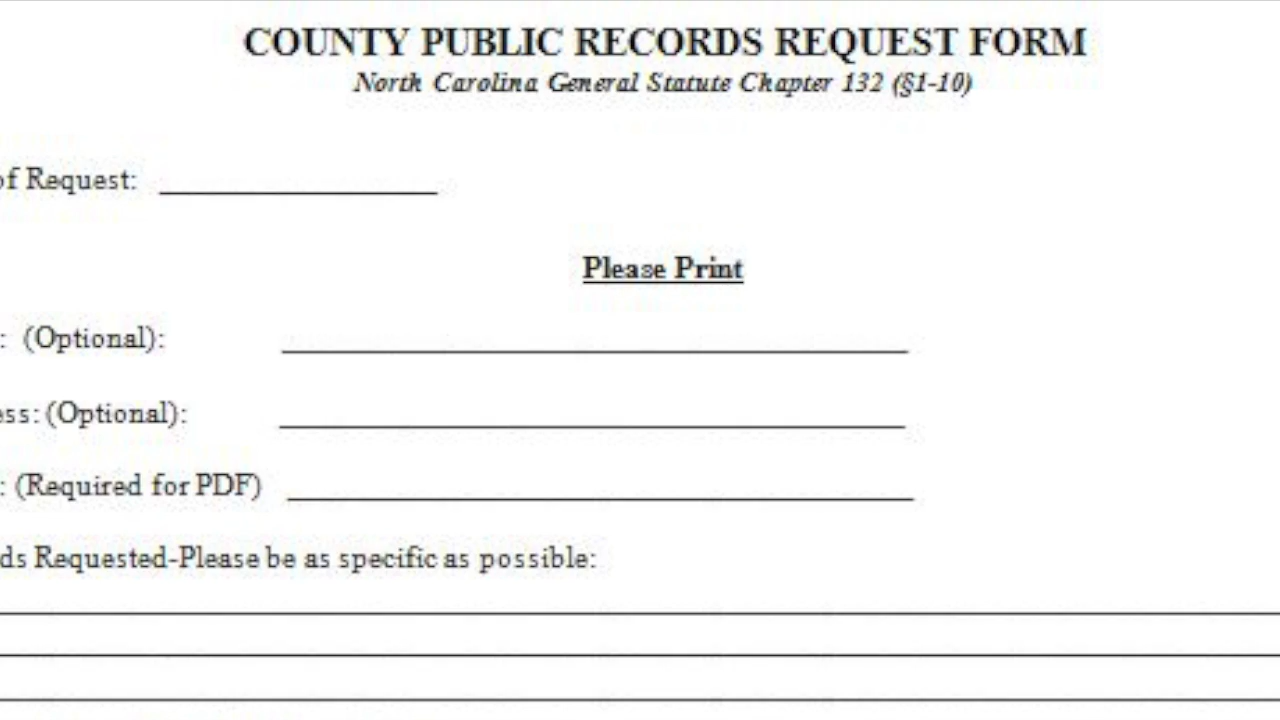 COUNTY PUBLIC RECORDS REQUEST FORM
North Carolina General Statute Chapter 132 (§1-10)
of Request:
Please Print
: (Optional):
ess: (Optional):
: (Required for PDF)
ds Requested-Please be as specific as possible: